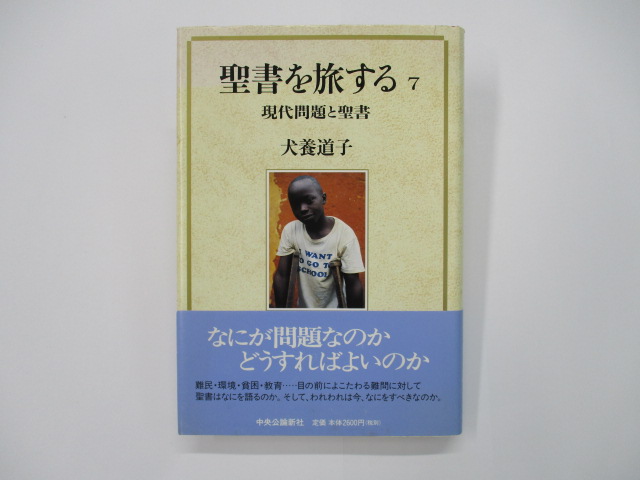 聖書を旅する 7
現代問題と聖書
犬養道子
I WANT
TO GO TO
SCHOOL
なにが問題なのか
どうすればよいのか
難民・環境・貧困・教育……目の前によこたわる難問に対して
聖書はなにを語るのか。そして、われわれは今、なにをすべきなのか。
中央公論新社 定価 本体2600円(税別)